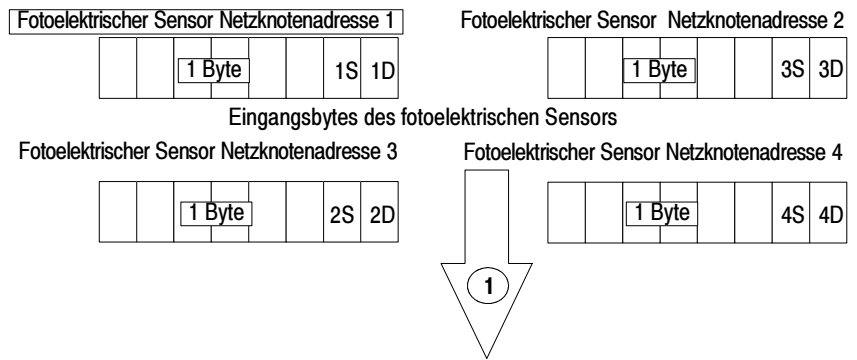 Fotoelektrischer Sensor Netzknotenadresse 1
Fotoelektrischer Sensor Netzknotenadresse 2
1 Byte 1S 1D
1 Byte 3S 3D
Eingangsbytes des fotoelektrischen Sensors
Fotoelektrischer Sensor Netzknotenadresse 3
Fotoelektrischer Sensor Netzknotenadresse 4
1 Byte 2S 2D
1 Byte 4S 4D
1